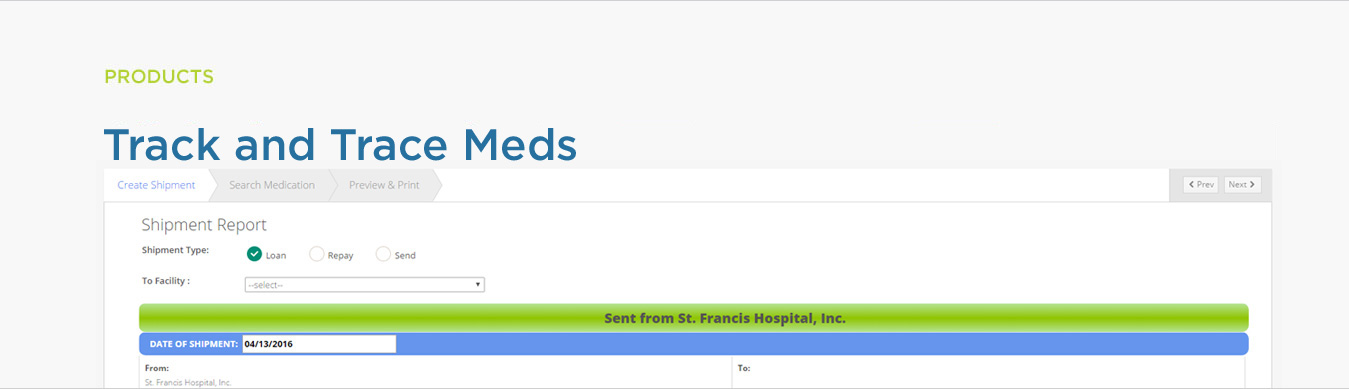 PRODUCTS
Track and Trace Meds
Create Shipment Search Medication Preview & Print Prev Next
Shipment Report
Shipment Type: Loan Repay Send
To Facility : --select--
Sent from St. Francis Hospital, Inc.
DATE OF SHIPMENT: 04/13/2016
From: To:
St. Francis Hospital, Inc.